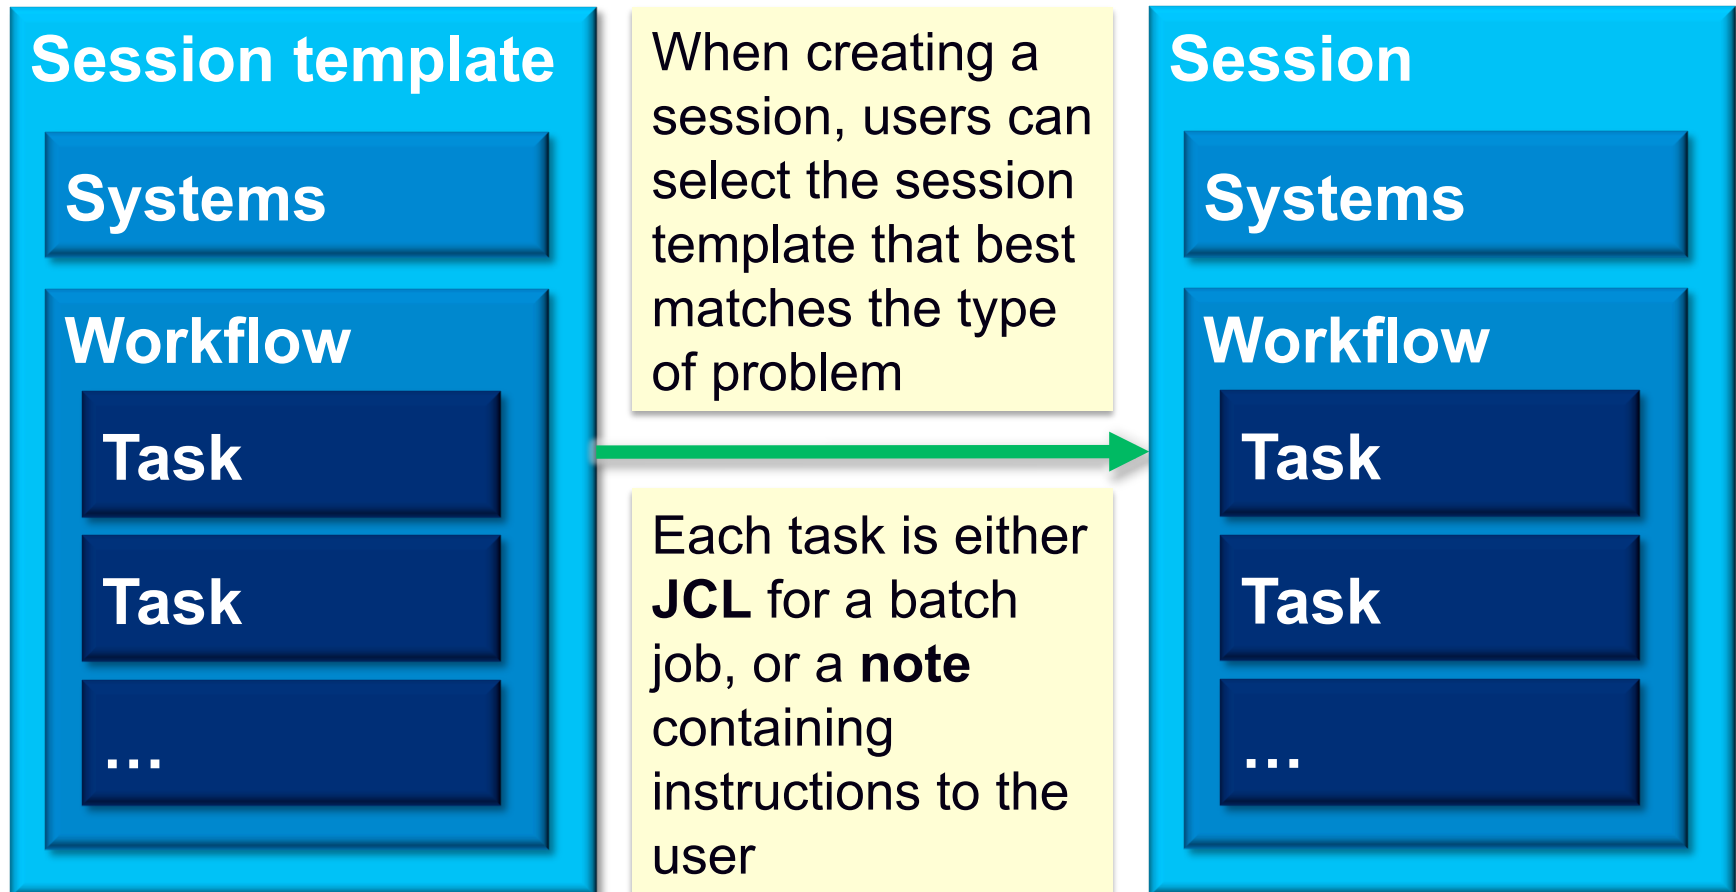 Session template
Systems
Workflow
Task
Task
…
When creating a
session, users can
select the session
template that best
matches the type
of problem
Each task is either
JCL for a batch
job, or a note
containing
instructions to the
user
Session
Systems
Workflow
Task
Task
…